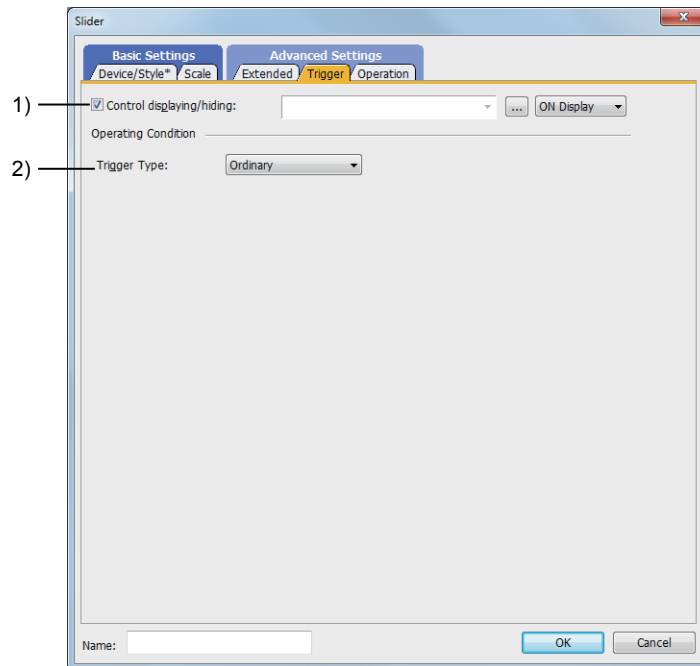 Slider
Basic Settings Advanced Settings
Device/Style* Scale Extended Trigger Operation
1) Control displaying/hiding: ... ON Display
Operating Condition
2) Trigger Type: Ordinary
Name: OK Cancel